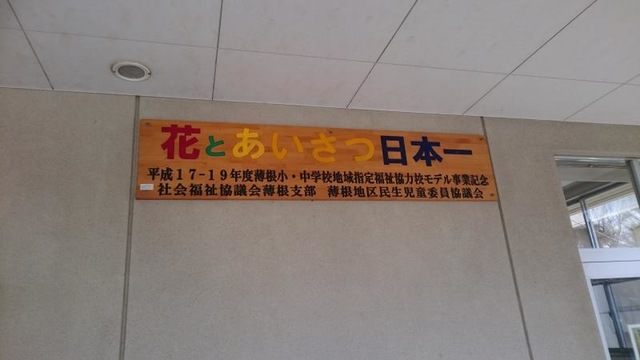 花とあいさつ日本一
平成17-19年度薄根小・中学校地域指定福祉協力校モデル事業記念
社会福祉協議会薄根支部 薄根地区民生児童委員協議会